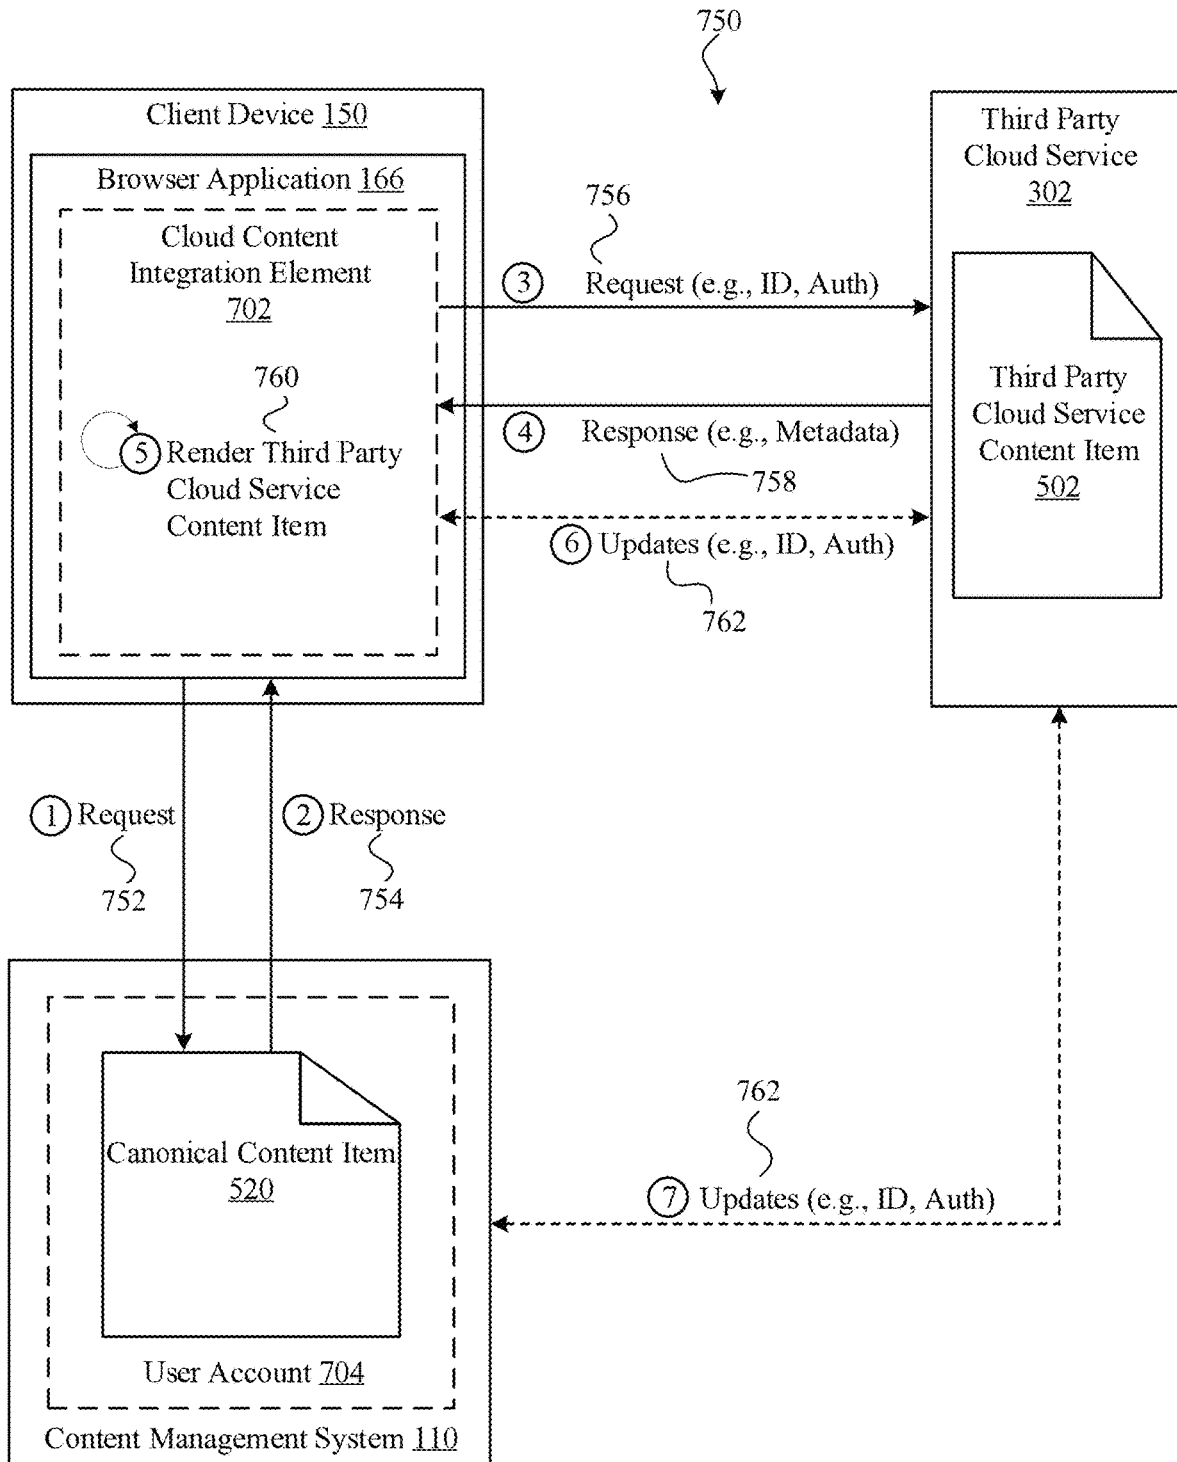 750
Client Device 150
Browser Application 166
Cloud Content
Integration Element
702
760
⑤ Render Third Party
Cloud Service
Content Item
756
③ Request (e.g., ID, Auth)
④ Response (e.g., Metadata)
758
⑥ Updates (e.g., ID, Auth)
762
Third Party
Cloud Service
302
Third Party
Cloud Service
Content Item
502
① Request
752
② Response
754
Canonical Content Item
520
User Account 704
Content Management System 110
762
⑦ Updates (e.g., ID, Auth)